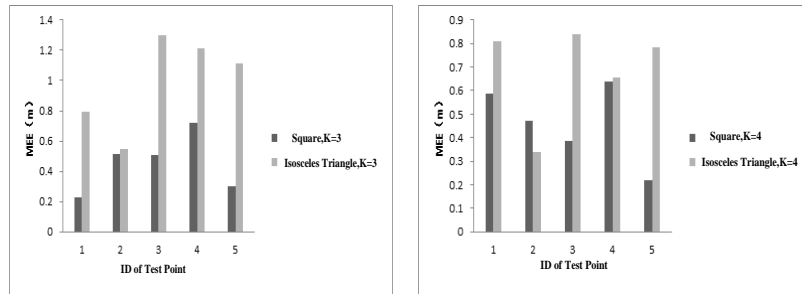 1.4
1.2
1
0.8
0.6
0.4
0.2
0
MEE (m)
1 2 3 4 5
ID of Test Point
Square,K=3
Isosceles Triangle,K=3
0.9
0.8
0.7
0.6
0.5
0.4
0.3
0.2
0.1
0
MEE (m)
1 2 3 4 5
ID of Test Point
Square,K=4
Isosceles Triangle,K=4